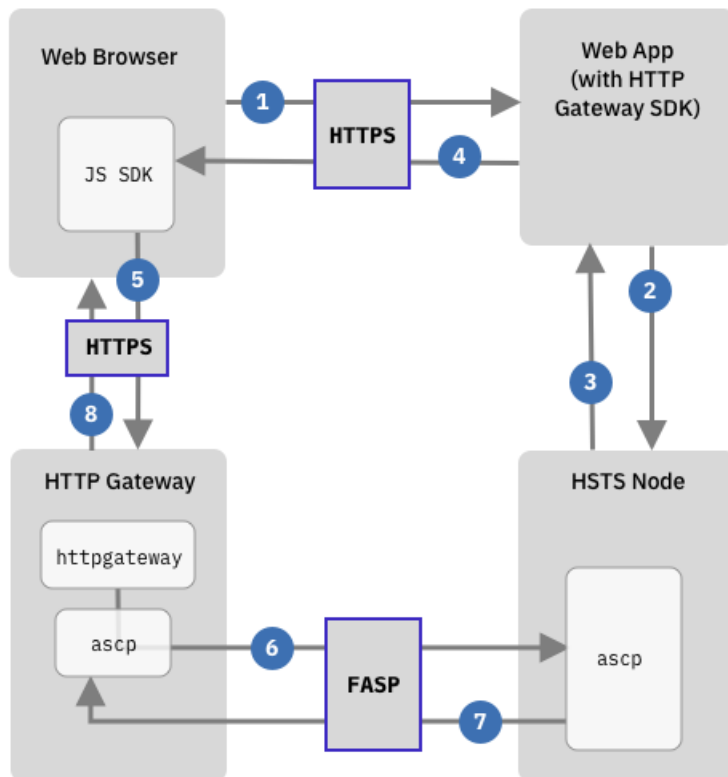 Web Browser
Web App
(with HTTP
Gateway SDK)
1
HTTPS
4
JS SDK
5
2
HTTPS
3
8
HTTP Gateway
HSTS Node
httpgateway
ascp
6
FASP
ascp
7